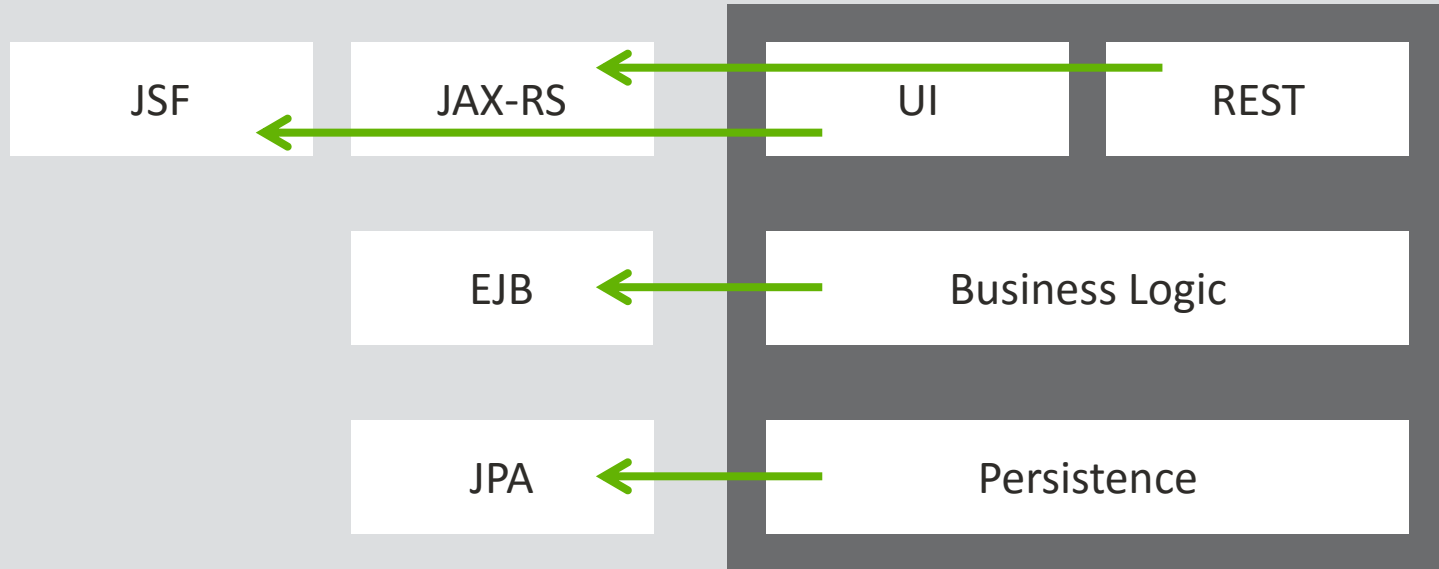 JSF
JAX-RS
UI
REST
EJB
Business Logic
JPA
Persistence